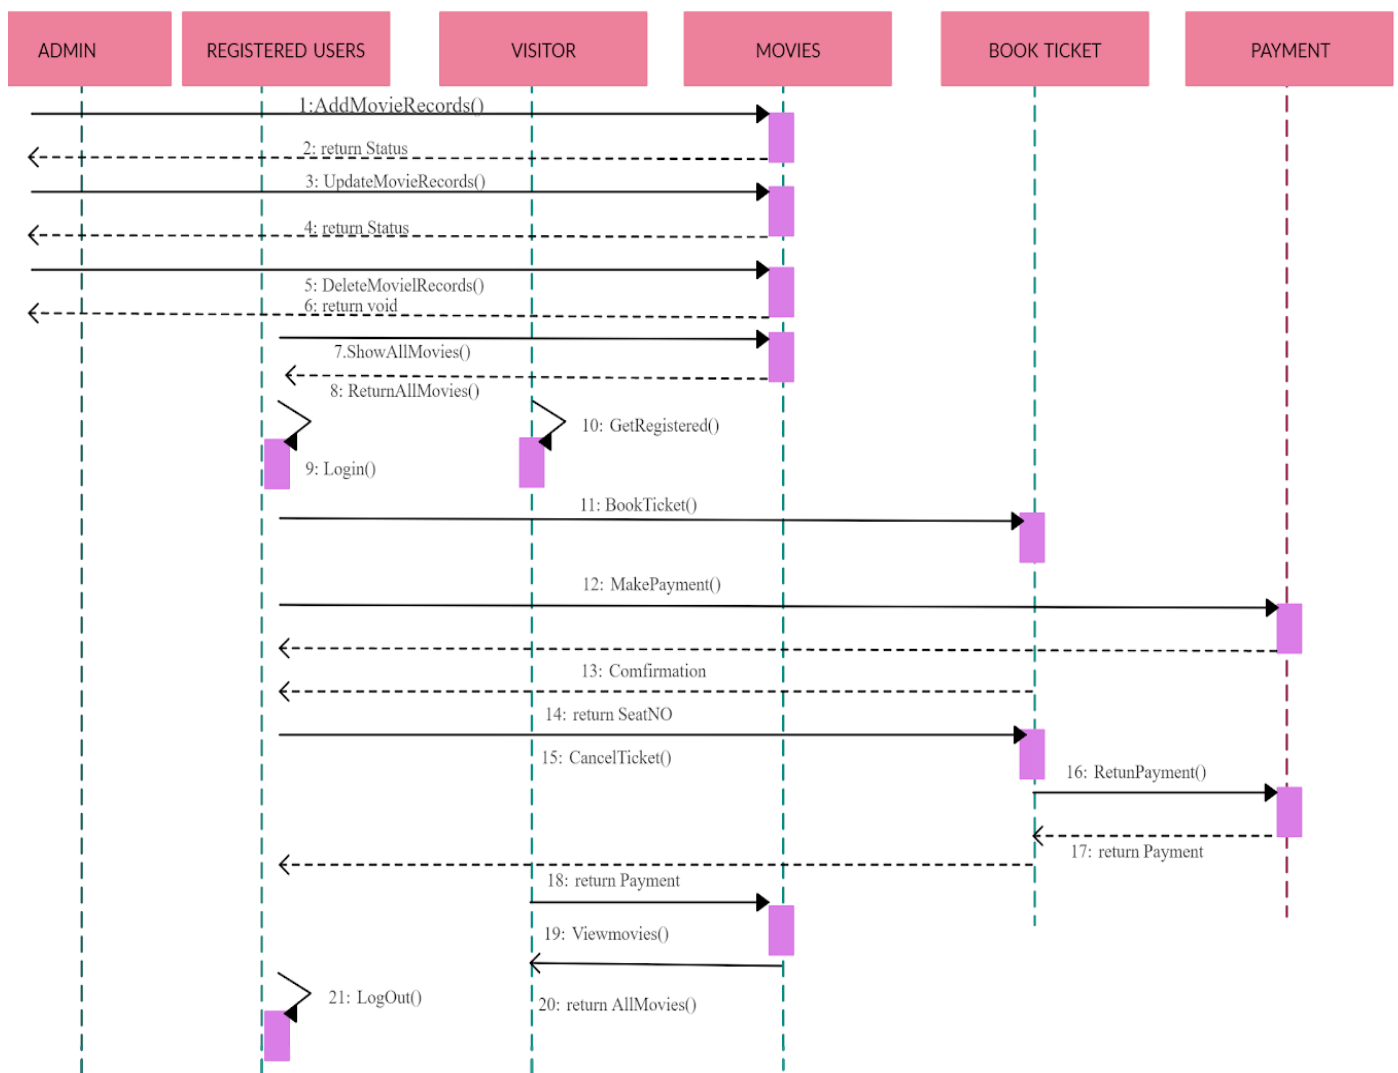 ADMIN
REGISTERED USERS
VISITOR
MOVIES
BOOK TICKET
PAYMENT
1:AddMovieRecords()
2: return Status
3: UpdateMovieRecords()
4: return Status
5: DeleteMovielRecords()
6: return void
7.ShowAllMovies()
8: ReturnAllMovies()
10: GetRegistered()
9: Login()
11: BookTicket()
12: MakePayment()
13: Comfirmation
14: return SeatNO
15: CancelTicket()
16: RetunPayment()
17: return Payment
18: return Payment
19: Viewmovies()
21: LogOut()
20: return AllMovies()